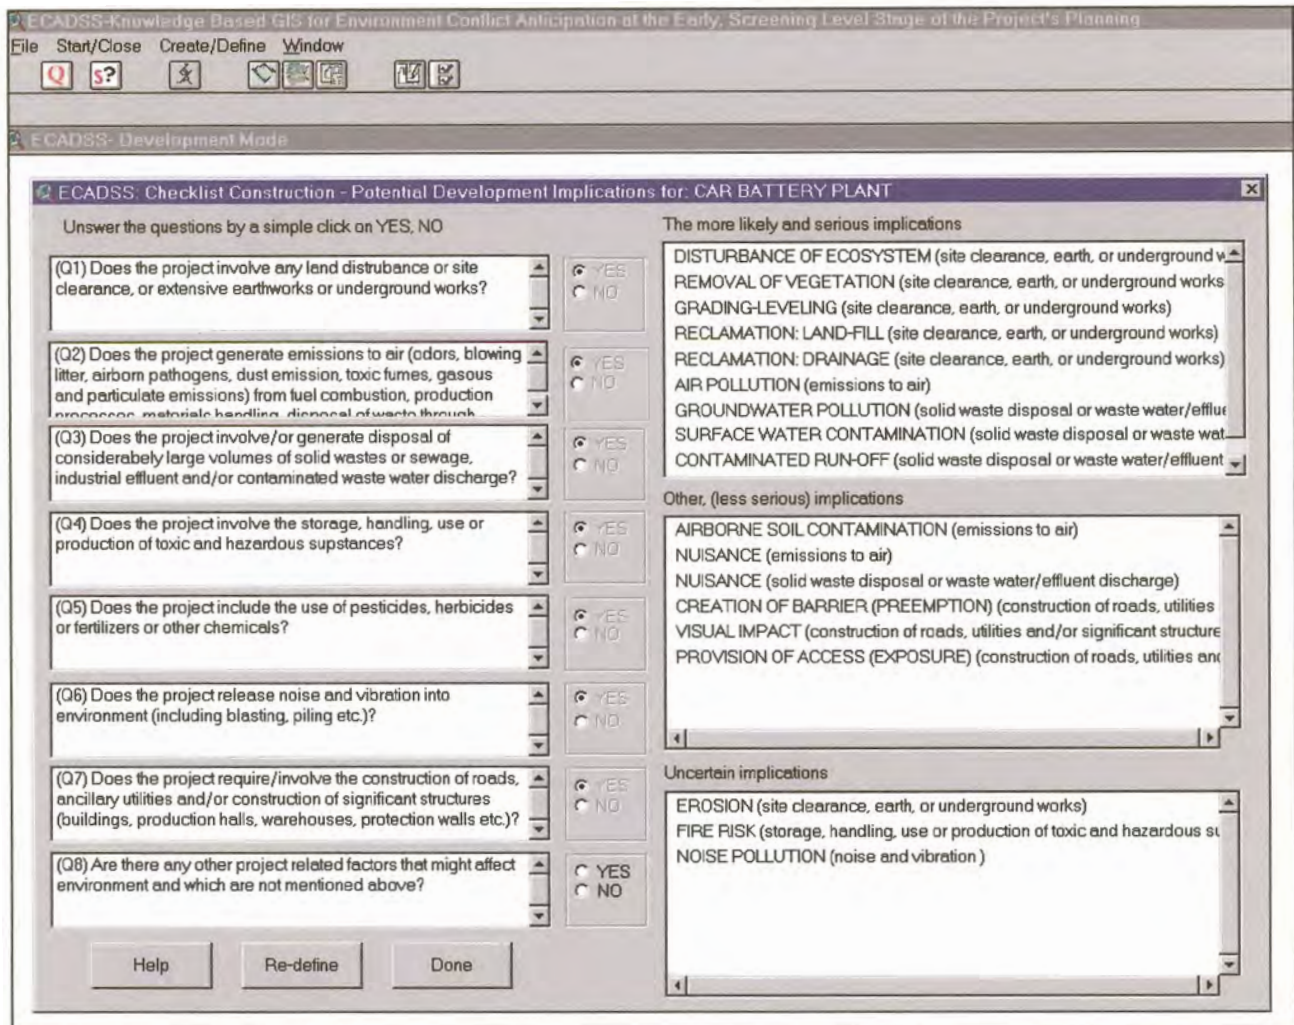 ECADSS-Knowledge Based GIS for Environment Conflict Anticipation at the Early, Screening Level Stage of the Project's Planning
File Start/Close Create/Define Window
Q S?
ECADSS- Development Mode
ECADSS: Checklist Construction - Potential Development Implications for: CAR BATTERY PLANT
Unswer the questions by a simple click on YES, NO
(Q1) Does the project involve any land distrubance or site
clearance, or extensive earthworks or underground works?
YES
NO
(Q2) Does the project generate emissions to air (odors, blowing
litter, airborn pathogens, dust emission, toxic fumes, gasous
and particulate emissions) from fuel combustion, production
processes, materials handling, disposal of waste through
YES
NO
(Q3) Does the project involve/or generate disposal of
considerabely large volumes of solid wastes or sewage,
industrial effluent and/or contaminated waste water discharge?
YES
NO
(Q4) Does the project involve the storage, handling, use or
production of toxic and hazardous supstances?
YES
NO
(Q5) Does the project include the use of pesticides, herbicides
or fertilizers or other chemicals?
YES
NO
(Q6) Does the project release noise and vibration into
environment (including blasting, piling etc.)?
YES
NO
(Q7) Does the project require/involve the construction of roads,
ancillary utilities and/or construction of significant structures
(buildings, production halls, warehouses, protection walls etc.)?
YES
NO
(Q8) Are there any other project related factors that might affect
environment and which are not mentioned above?
YES
NO
Help Re-define Done
The more likely and serious implications
DISTURBANCE OF ECOSYSTEM (site clearance, earth, or underground w
REMOVAL OF VEGETATION (site clearance, earth, or underground works
GRADING-LEVELING (site clearance, earth, or underground works)
RECLAMATION: LAND-FILL (site clearance, earth, or underground works)
RECLAMATION: DRAINAGE (site clearance, earth, or underground works)
AIR POLLUTION (emissions to air)
GROUNDWATER POLLUTION (solid waste disposal or waste water/efflue
SURFACE WATER CONTAMINATION (solid waste disposal or waste wat
CONTAMINATED RUN-OFF (solid waste disposal or waste water/effluent
Other, (less serious) implications
AIRBORNE SOIL CONTAMINATION (emissions to air)
NUISANCE (emissions to air)
NUISANCE (solid waste disposal or waste water/effluent discharge)
CREATION OF BARRIER (PREEMPTION) (construction of roads, utilities
VISUAL IMPACT (construction of roads, utilities and/or significant structure
PROVISION OF ACCESS (EXPOSURE) (construction of roads, utilities and
Uncertain implications
EROSION (site clearance, earth, or underground works)
FIRE RISK (storage, handling, use or production of toxic and hazardous su
NOISE POLLUTION (noise and vibration )